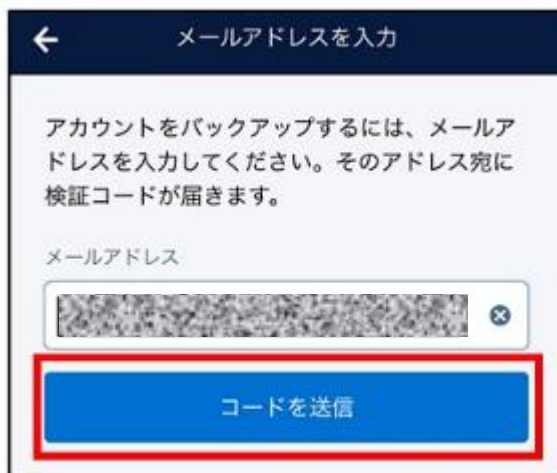 メールアドレスを入力
アカウントをバックアップするには、メールア
ドレスを入力してください。そのアドレス宛に
検証コードが届きます。
メールアドレス
コードを送信